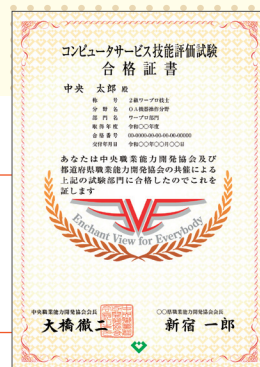 コンピュータサービス技能評価試験
合格証書
中央 太郎 殿
称 号 2級ワープロ技士
分 野 名 OA機器操作分野
部 門 名 ワープロ部門
取得年度 令和○○年度
合格番号 00-0000-00-00-00-00000
交付年月日 令和○○年○○月○○日
あなたは中央職業能力開発協会及び
都道府県職業能力開発協会の共催による
上記の試験部門に合格したのでこれを
証します
Enchant View for Everybody
中央職業能力開発協会会長 ○○県職業能力開発協会会長
大橋徹二 新宿 一郎